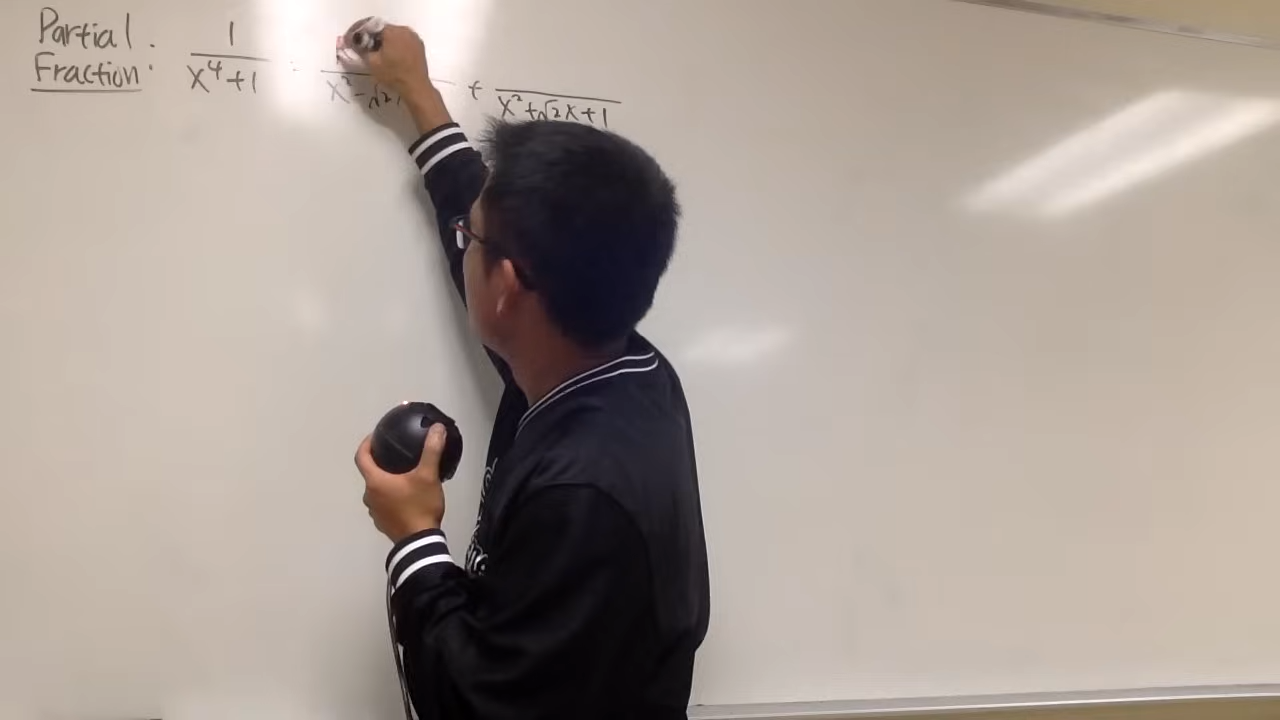 Partial
Fraction:
1
x⁴+1
x²-√2
+
x²+√2x+1